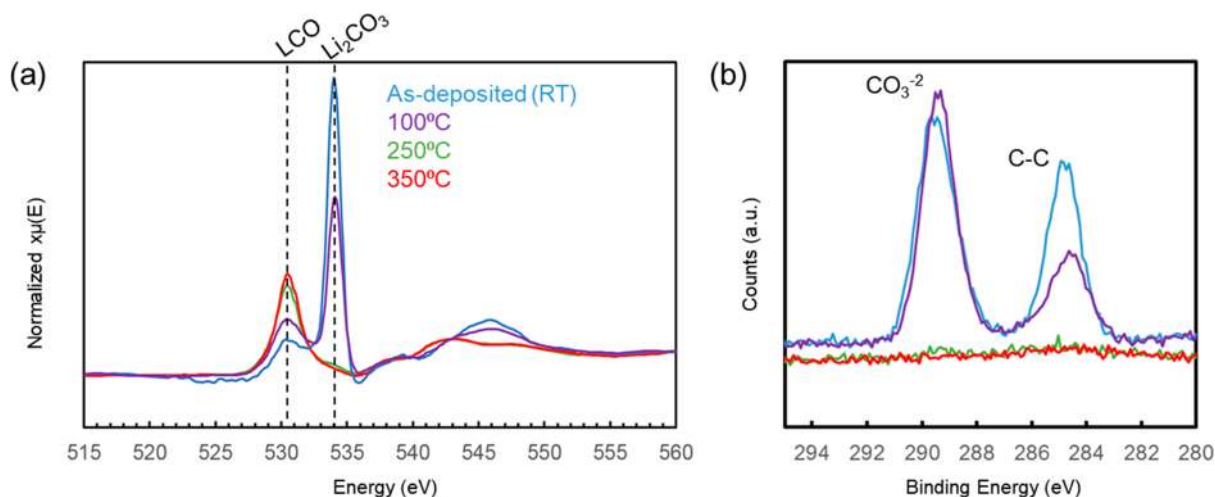 (a)
LCO
Li₂CO₃
As-deposited (RT)
100ºC
250ºC
350ºC
Normalized xμ(E)
515 520 525 530 535 540 545 550 555 560
Energy (eV)
(b)
CO₃⁻²
C-C
Counts (a.u.)
294 292 290 288 286 284 282 280
Binding Energy (eV)